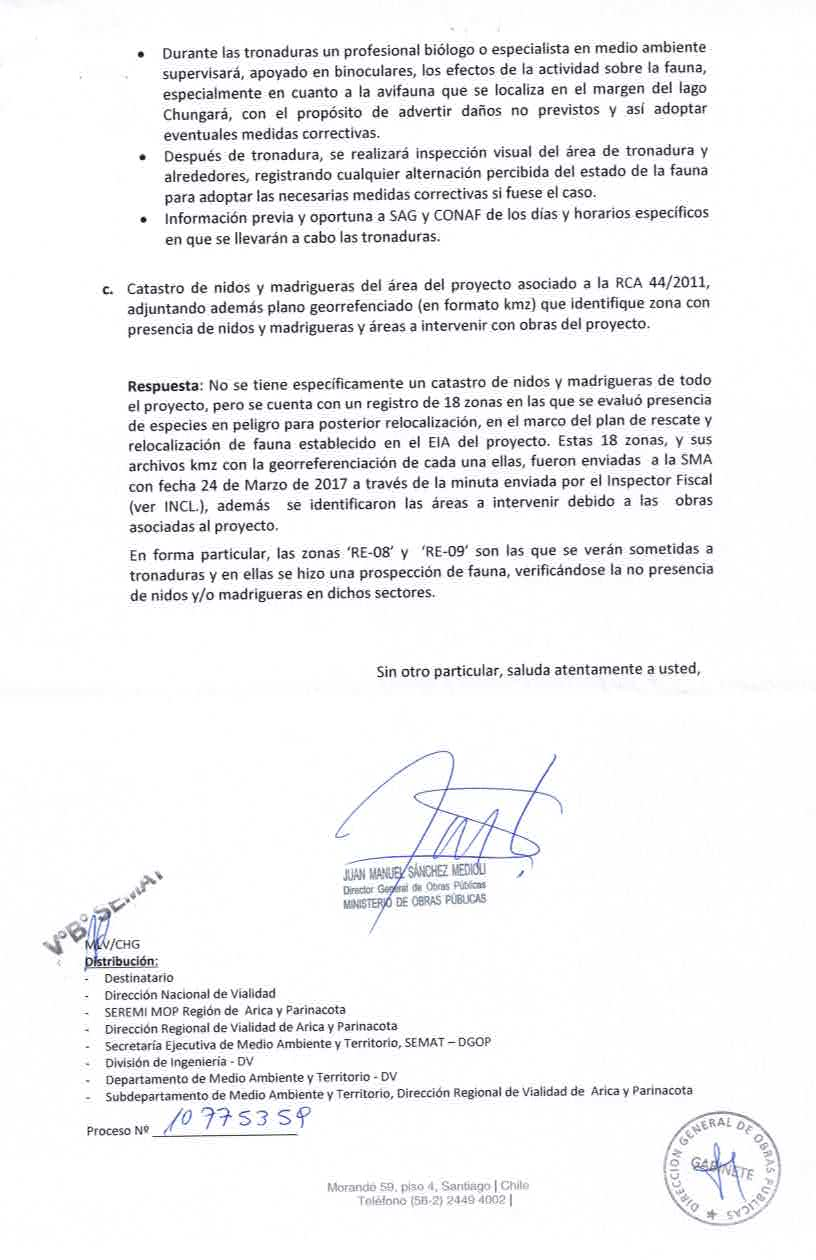 • Durante las tronaduras un profesional biólogo o especialista en medio ambiente
supervisará, apoyado en binoculares, los efectos de la actividad sobre la fauna,
especialmente en cuanto a la avifauna que se localiza en el margen del lago
Chungará, con el propósito de advertir daños no previstos y así adoptar
eventuales medidas correctivas.
• Después de tronadura, se realizará inspección visual del área de tronadura y
alrededores, registrando cualquier alternación percibida del estado de la fauna
para adoptar las necesarias medidas correctivas si fuese el caso.
• Información previa y oportuna a SAG y CONAF de los días y horarios específicos
en que se llevarán a cabo las tronaduras.
c. Catastro de nidos y madrigueras del área del proyecto asociado a la RCA 44/2011,
adjuntando además plano georrefenciado (en formato kmz) que identifique zona con
presencia de nidos y madrigueras y áreas a intervenir con obras del proyecto.
Respuesta: No se tiene específicamente un catastro de nidos y madrigueras de todo
el proyecto, pero se cuenta con un registro de 18 zonas en las que se evaluó presencia
de especies en peligro para posterior relocalización, en el marco del plan de rescate y
relocalización de fauna establecido en el EIA del proyecto. Estas 18 zonas, y sus
archivos kmz con la georreferenciación de cada una ellas, fueron enviadas a la SMA
con fecha 24 de Marzo de 2017 a través de la minuta enviada por el Inspector Fiscal
(ver INCL.), además se identificaron las áreas a intervenir debido a las obras
asociadas al proyecto.
En forma particular, las zonas 'RE-08' y 'RE-09' son las que se verán sometidas a
tronaduras y en ellas se hizo una prospección de fauna, verificándose la no presencia
de nidos y/o madrigueras en dichos sectores.
Sin otro particular, saluda atentamente a usted,
JUAN MANUEL SÁNCHEZ MEDIOLI
Director General de Obras Públicas
MINISTERIO DE OBRAS PÚBLICAS
VºBº SEMAT
MLV/CHG
Distribución:
- Destinatario
- Dirección Nacional de Vialidad
- SEREMI MOP Región de Arica y Parinacota
- Dirección Regional de Vialidad de Arica y Parinacota
- Secretaría Ejecutiva de Medio Ambiente y Territorio, SEMAT – DGOP
- División de Ingeniería - DV
- Departamento de Medio Ambiente y Territorio - DV
- Subdepartamento de Medio Ambiente y Territorio, Dirección Regional de Vialidad de Arica y Parinacota
Proceso Nº 10775359
DIRECCION GENERAL DE OBRAS PUBLICAS
GABINETE
Morandé 59, piso 4, Santiago | Chile
Teléfono (56-2) 2449 4002 |